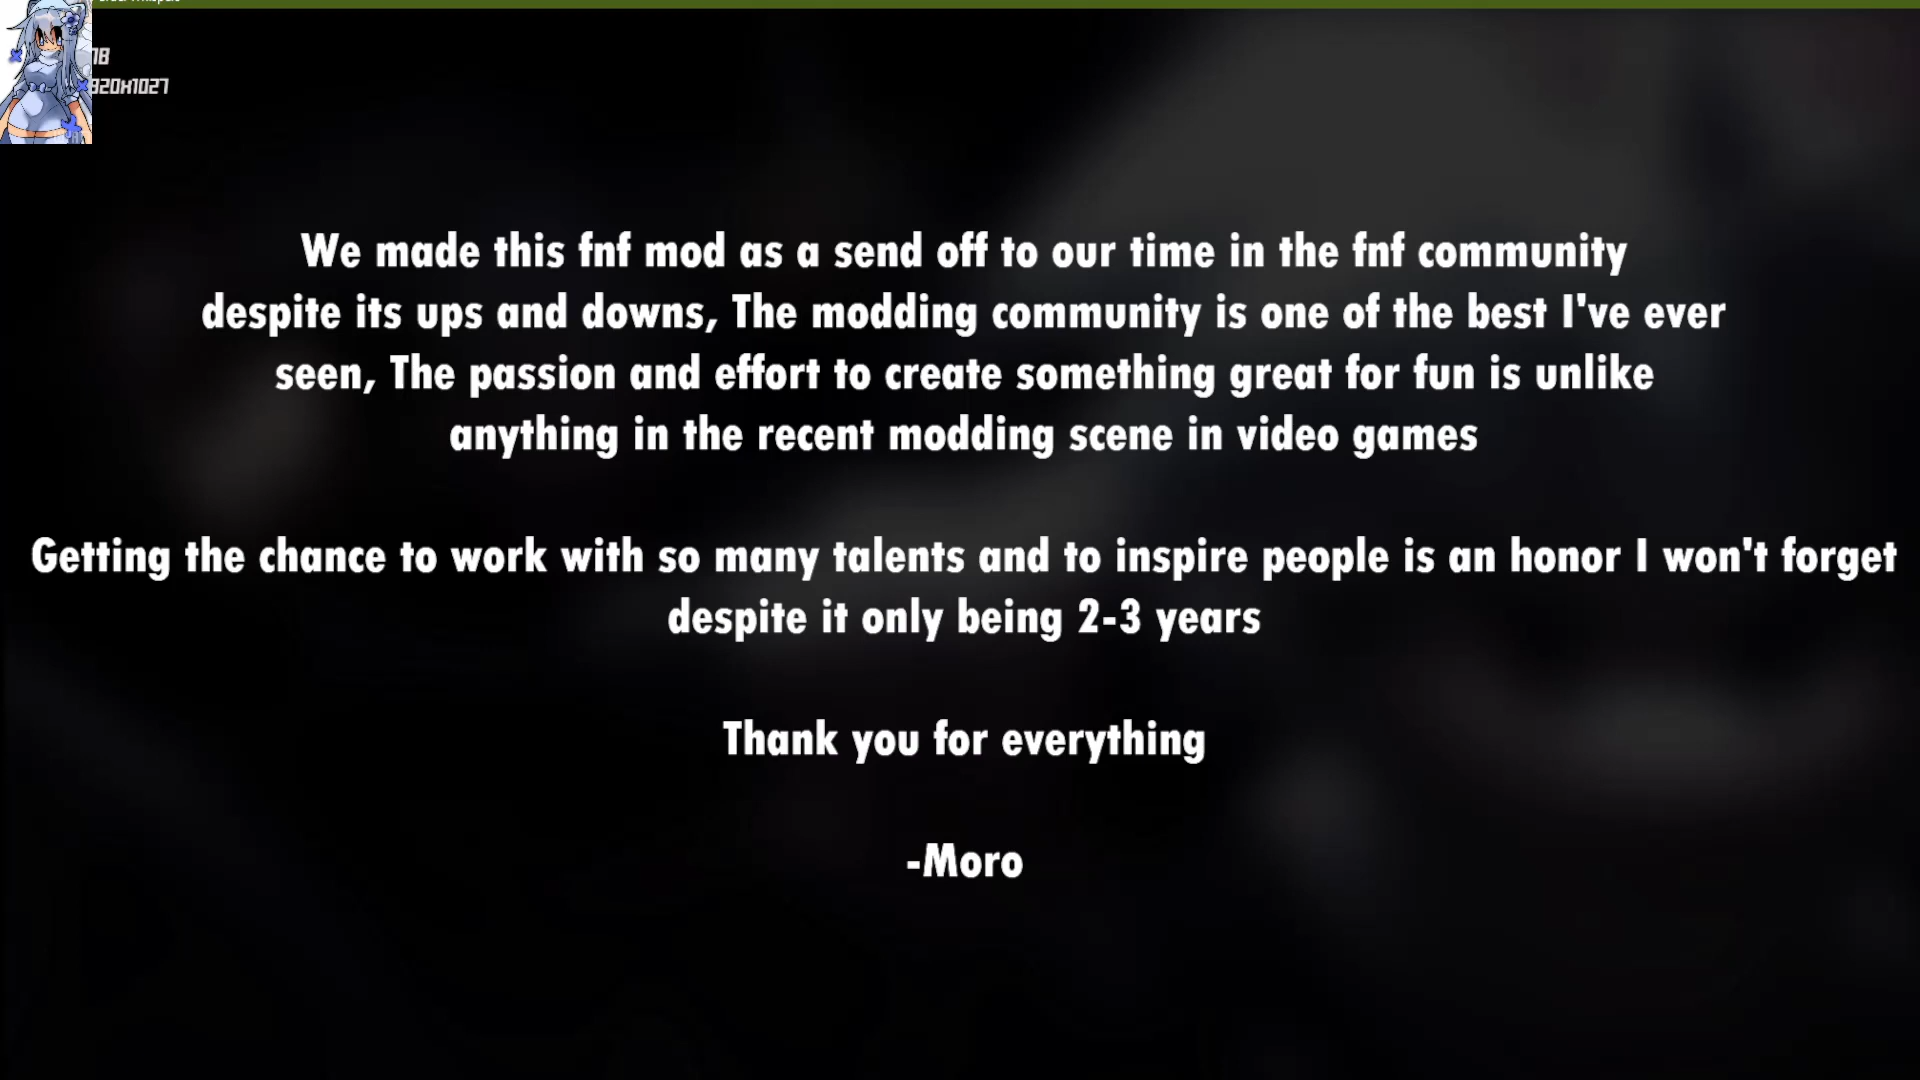 820x1027
We made this fnf mod as a send off to our time in the fnf community
despite its ups and downs, The modding community is one of the best I've ever
seen, The passion and effort to create something great for fun is unlike
anything in the recent modding scene in video games
Getting the chance to work with so many talents and to inspire people is an honor I won't forget
despite it only being 2-3 years
Thank you for everything
-Moro